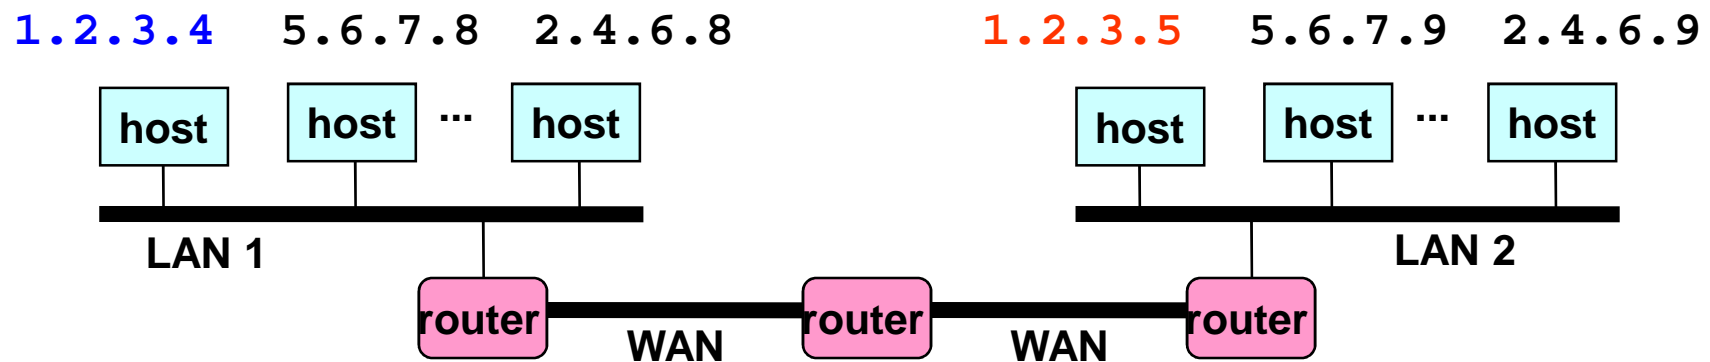 1.2.3.4 5.6.7.8 2.4.6.8 1.2.3.5 5.6.7.9 2.4.6.9
host host ... host host host ... host
LAN 1 LAN 2
router router router
WAN WAN